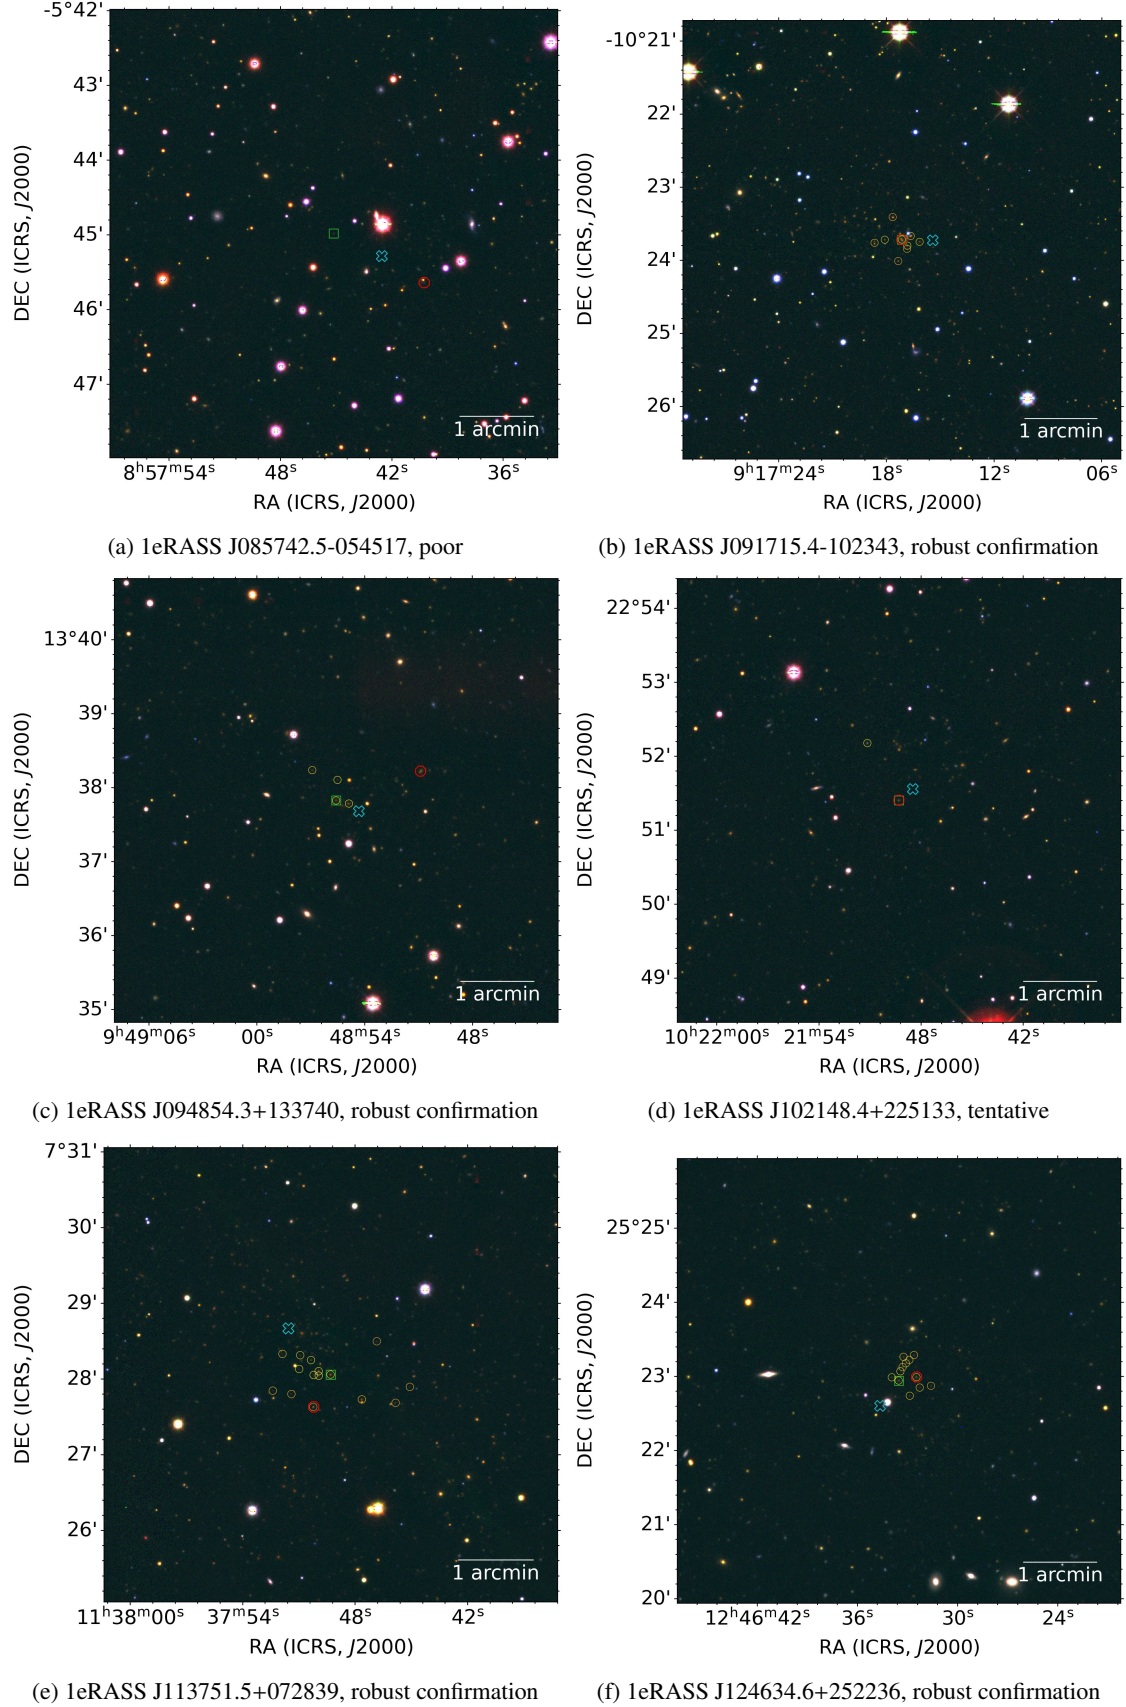 -5°42'
43'
44'
45'
46'
47'
DEC (ICRS, J2000)
1 arcmin
8ʰ57ᵐ54ˢ 48ˢ 42ˢ 36ˢ
RA (ICRS, J2000)
(a) 1eRASS J085742.5-054517, poor
-10°21'
22'
23'
24'
25'
26'
DEC (ICRS, J2000)
1 arcmin
9ʰ17ᵐ24ˢ 18ˢ 12ˢ 06ˢ
RA (ICRS, J2000)
(b) 1eRASS J091715.4-102343, robust confirmation
13°40'
39'
38'
37'
36'
35'
DEC (ICRS, J2000)
1 arcmin
9ʰ49ᵐ06ˢ 00ˢ 48ᵐ54ˢ 48ˢ
RA (ICRS, J2000)
(c) 1eRASS J094854.3+133740, robust confirmation
22°54'
53'
52'
51'
50'
49'
DEC (ICRS, J2000)
1 arcmin
10ʰ22ᵐ00ˢ 21ᵐ54ˢ 48ˢ 42ˢ
RA (ICRS, J2000)
(d) 1eRASS J102148.4+225133, tentative
7°31'
30'
29'
28'
27'
26'
DEC (ICRS, J2000)
1 arcmin
11ʰ38ᵐ00ˢ 37ᵐ54ˢ 48ˢ 42ˢ
RA (ICRS, J2000)
(e) 1eRASS J113751.5+072839, robust confirmation
25°25'
24'
23'
22'
21'
20'
DEC (ICRS, J2000)
1 arcmin
12ʰ46ᵐ42ˢ 36ˢ 30ˢ 24ˢ
RA (ICRS, J2000)
(f) 1eRASS J124634.6+252236, robust confirmation